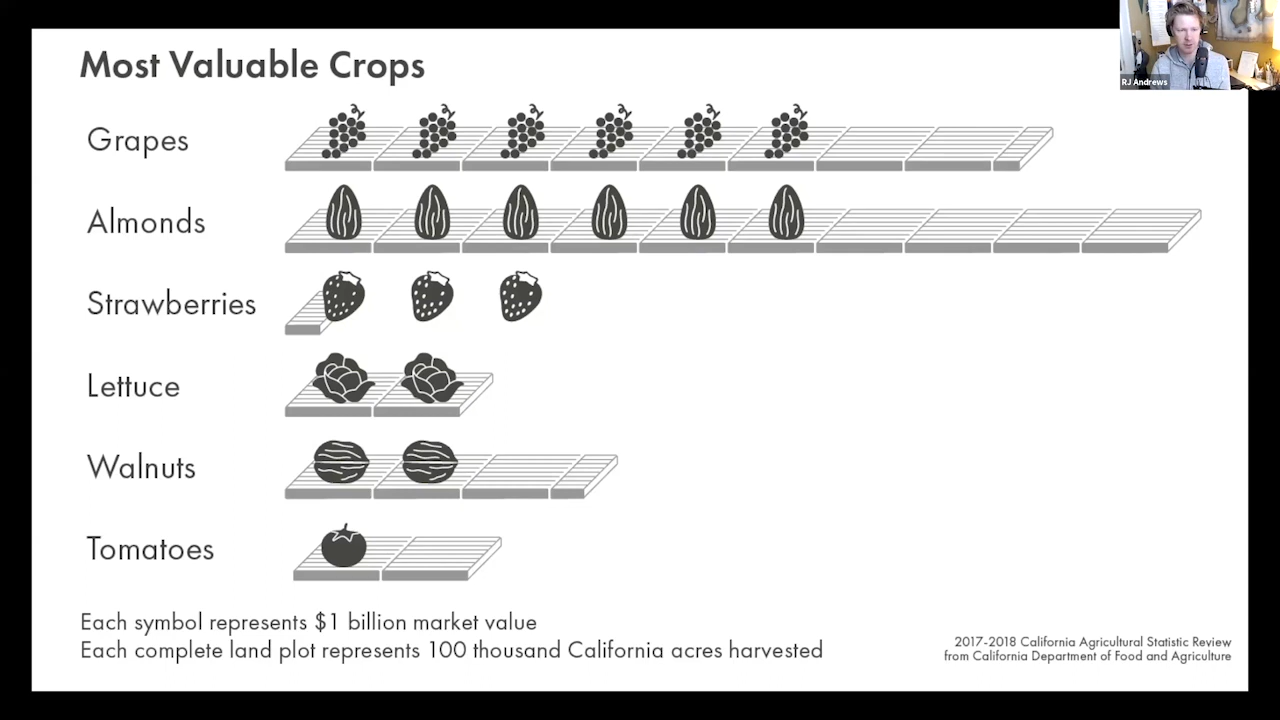 Most Valuable Crops
RJ Andrews
Grapes
Almonds
Strawberries
Lettuce
Walnuts
Tomatoes
Each symbol represents $1 billion market value
Each complete land plot represents 100 thousand California acres harvested
2017-2018 California Agricultural Statistic Review
from California Department of Food and Agriculture